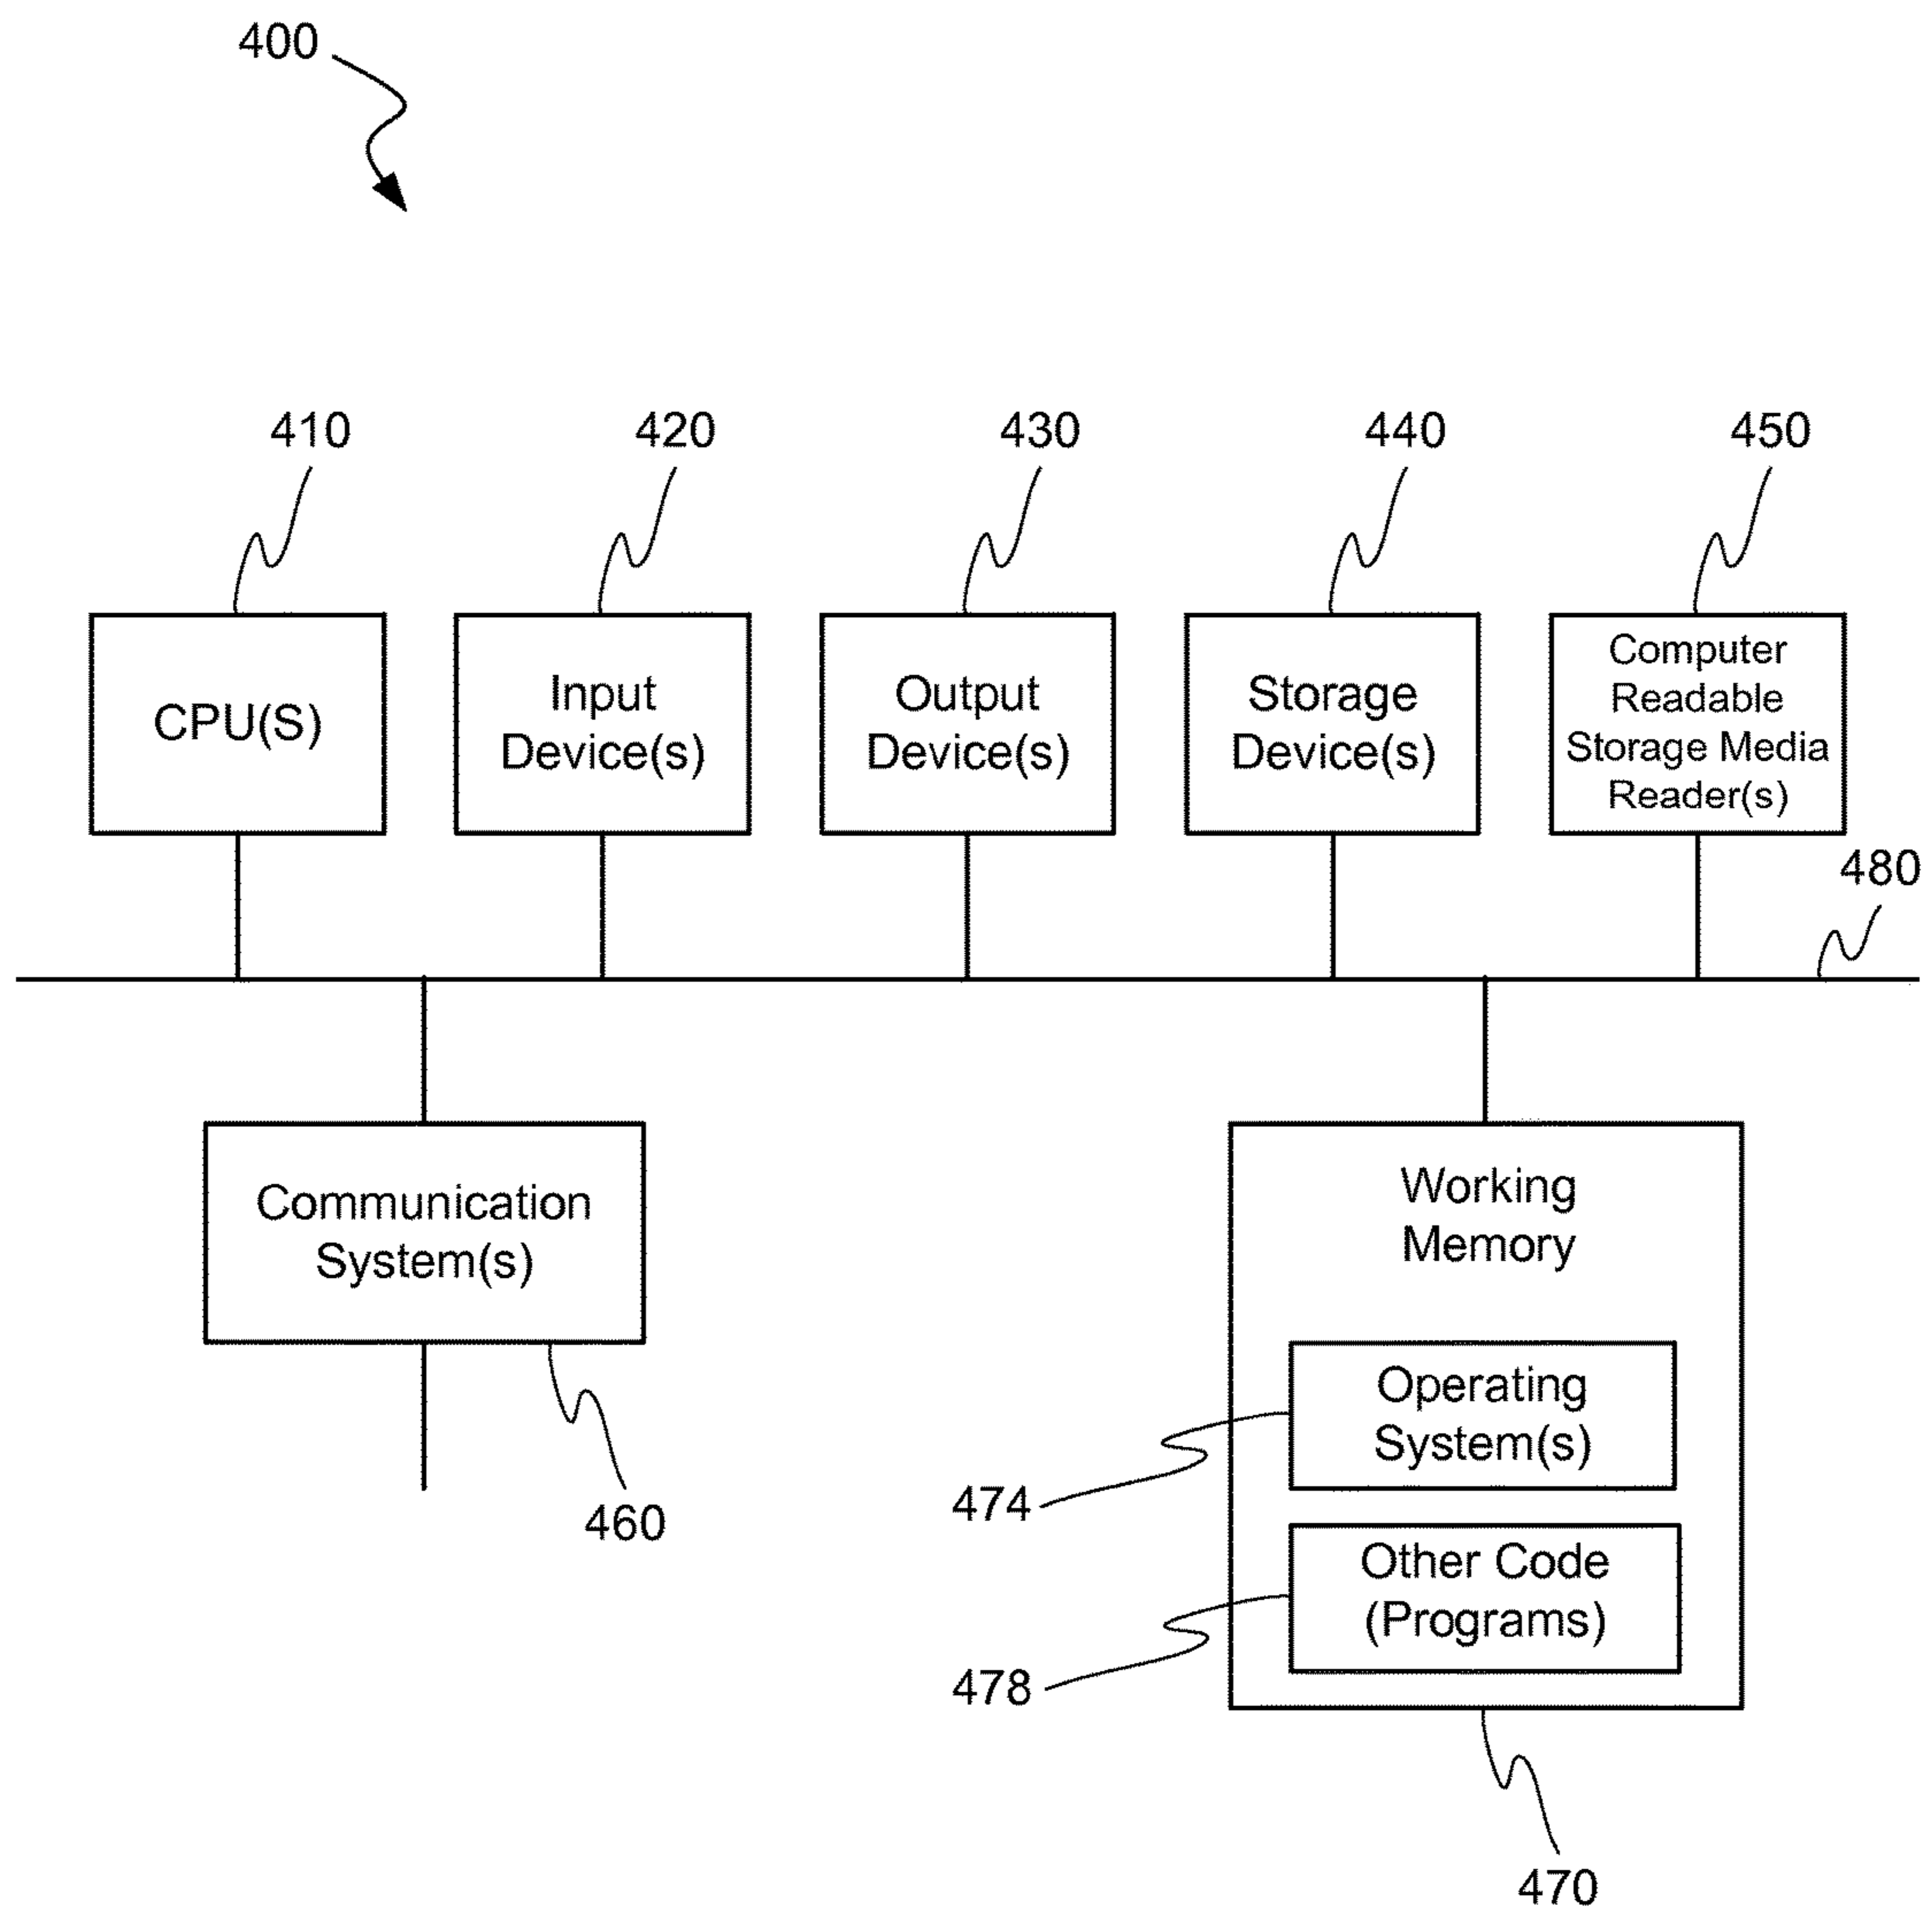 400
410
420
430
440
450
CPU(S)
Input
Device(s)
Output
Device(s)
Storage
Device(s)
Computer
Readable
Storage Media
Reader(s)
480
Communication
System(s)
460
Working
Memory
Operating
System(s)
474
Other Code
(Programs)
478
470